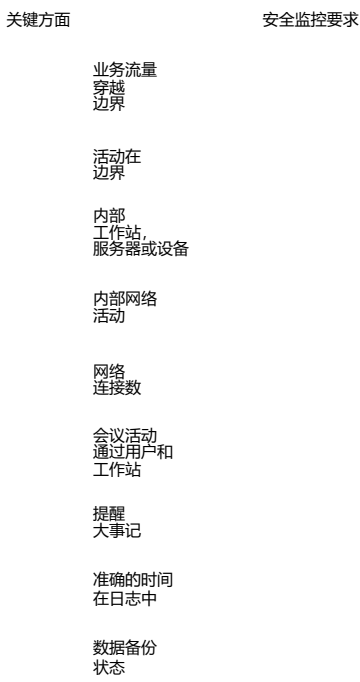 关键方面
安全监控要求
业务流量
穿越
边界
活动在
边界
内部
工作站，
服务器或设备
内部网络
活动
网络
连接数
会议活动
通过用户和
工作站
提醒
大事记
准确的时间
在日志中
数据备份
状态